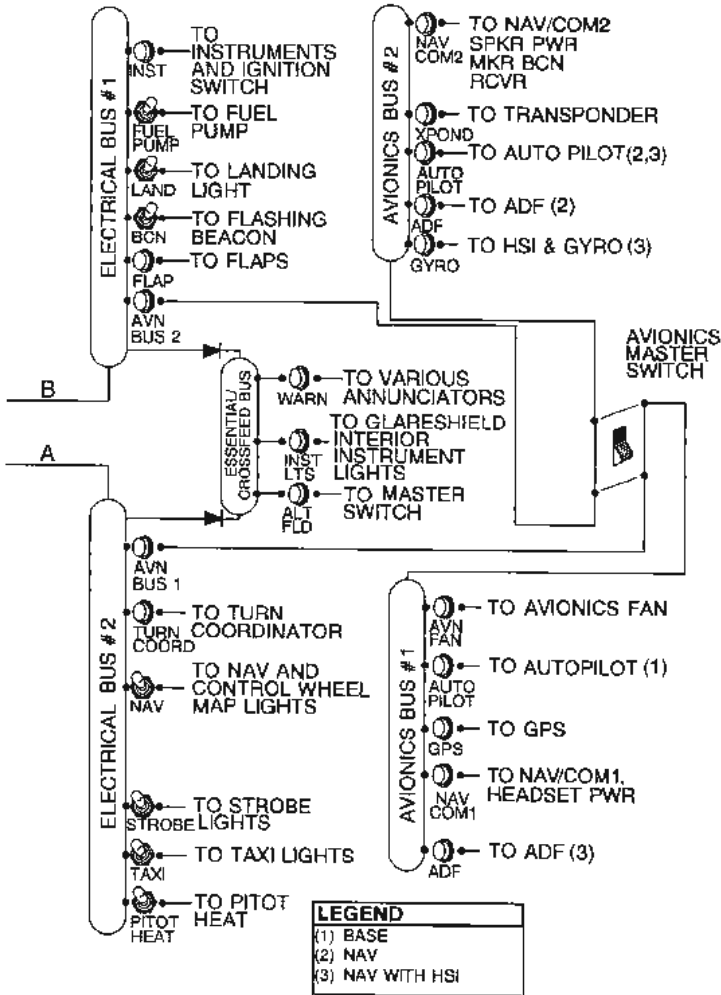 ELECTRICAL BUS #1
INST
TO
INSTRUMENTS
AND IGNITION
SWITCH
FUEL
PUMP
TO FUEL
PUMP
LAND
TO LANDING
LIGHT
BCN
TO FLASHING
BEACON
FLAP
TO FLAPS
AVN
BUS 2
AVIONICS BUS #2
NAV
COM2
TO NAV/COM2
SPKR PWR
MKR BCN
RCVR
XPOND
TO TRANSPONDER
AUTO
PILOT
TO AUTO PILOT(2,3)
ADF
TO ADF (2)
GYRO
TO HSI & GYRO (3)
AVIONICS
MASTER
SWITCH
B
A
ESSENTIAL/
CROSSFEED BUS
WARN
TO VARIOUS
ANNUNCIATORS
INST
LTS
TO GLARESHIELD
INTERIOR
INSTRUMENT
LIGHTS
ALT
FLD
TO MASTER
SWITCH
ELECTRICAL BUS #2
AVN
BUS 1
TURN
COORD
TO TURN
COORDINATOR
NAV
TO NAV AND
CONTROL WHEEL
MAP LIGHTS
STROBE
TO STROBE
LIGHTS
TAXI
TO TAXI LIGHTS
PITOT
HEAT
TO PITOT
HEAT
AVIONICS BUS #1
AVN
FAN
TO AVIONICS FAN
AUTO
PILOT
TO AUTOPILOT (1)
GPS
TO GPS
NAV
COM1
TO NAV/COM1,
HEADSET PWR
ADF
TO ADF (3)
LEGEND
(1) BASE
(2) NAV
(3) NAV WITH HSI